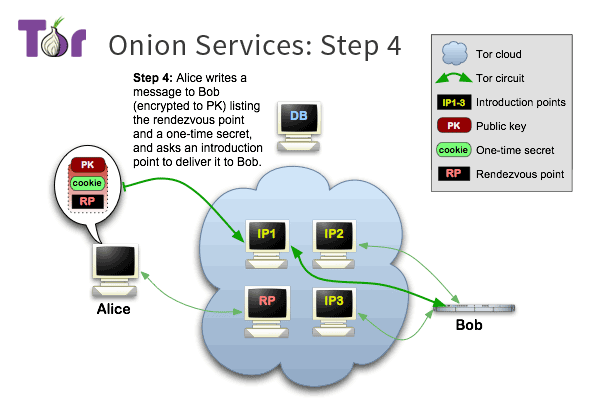 Tor
Onion Services: Step 4
Step 4: Alice writes a
message to Bob
(encrypted to PK) listing
the rendezvous point
and a one-time secret,
and asks an introduction
point to deliver it to Bob.
DB
Tor cloud
Tor circuit
IP1-3 Introduction points
PK Public key
cookie One-time secret
RP Rendezvous point
PK
cookie
RP
IP1
IP2
RP
IP3
Alice
Bob